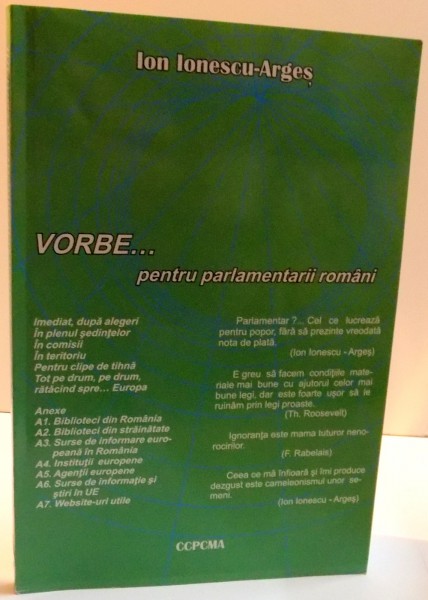 Ion Ionescu-Argeș
VORBE...
pentru parlamentarii români
Imediat, după alegeri
În plenul ședințelor
În comisii
În teritoriu
Pentru clipe de tihnă
Tot pe drum, pe drum,
rătăcind spre... Europa
Anexe
A1. Biblioteci din România
A2. Biblioteci din străinătate
A3. Surse de informare euro-
peană în România
A4. Instituții europene
A5. Agenții europene
A6. Surse de informație și
știri în UE
A7. Website-uri utile
Parlamentar ?... Cel ce lucrează
pentru popor, fără să prezinte vreodată
nota de plată.
(Ion Ionescu - Argeș)
E greu să facem condițiile mate-
riale mai bune cu ajutorul celor mai
bune legi, dar este foarte ușor să le
ruinăm prin legi proaste.
(Th. Roosevelt)
Ignoranța este mama tuturor neno-
rocirilor.
(F. Rabelais)
Ceea ce mă înfioară și îmi produce
dezgust este cameleonismul unor se-
meni.
(Ion Ionescu - Argeș)
CCPCMA